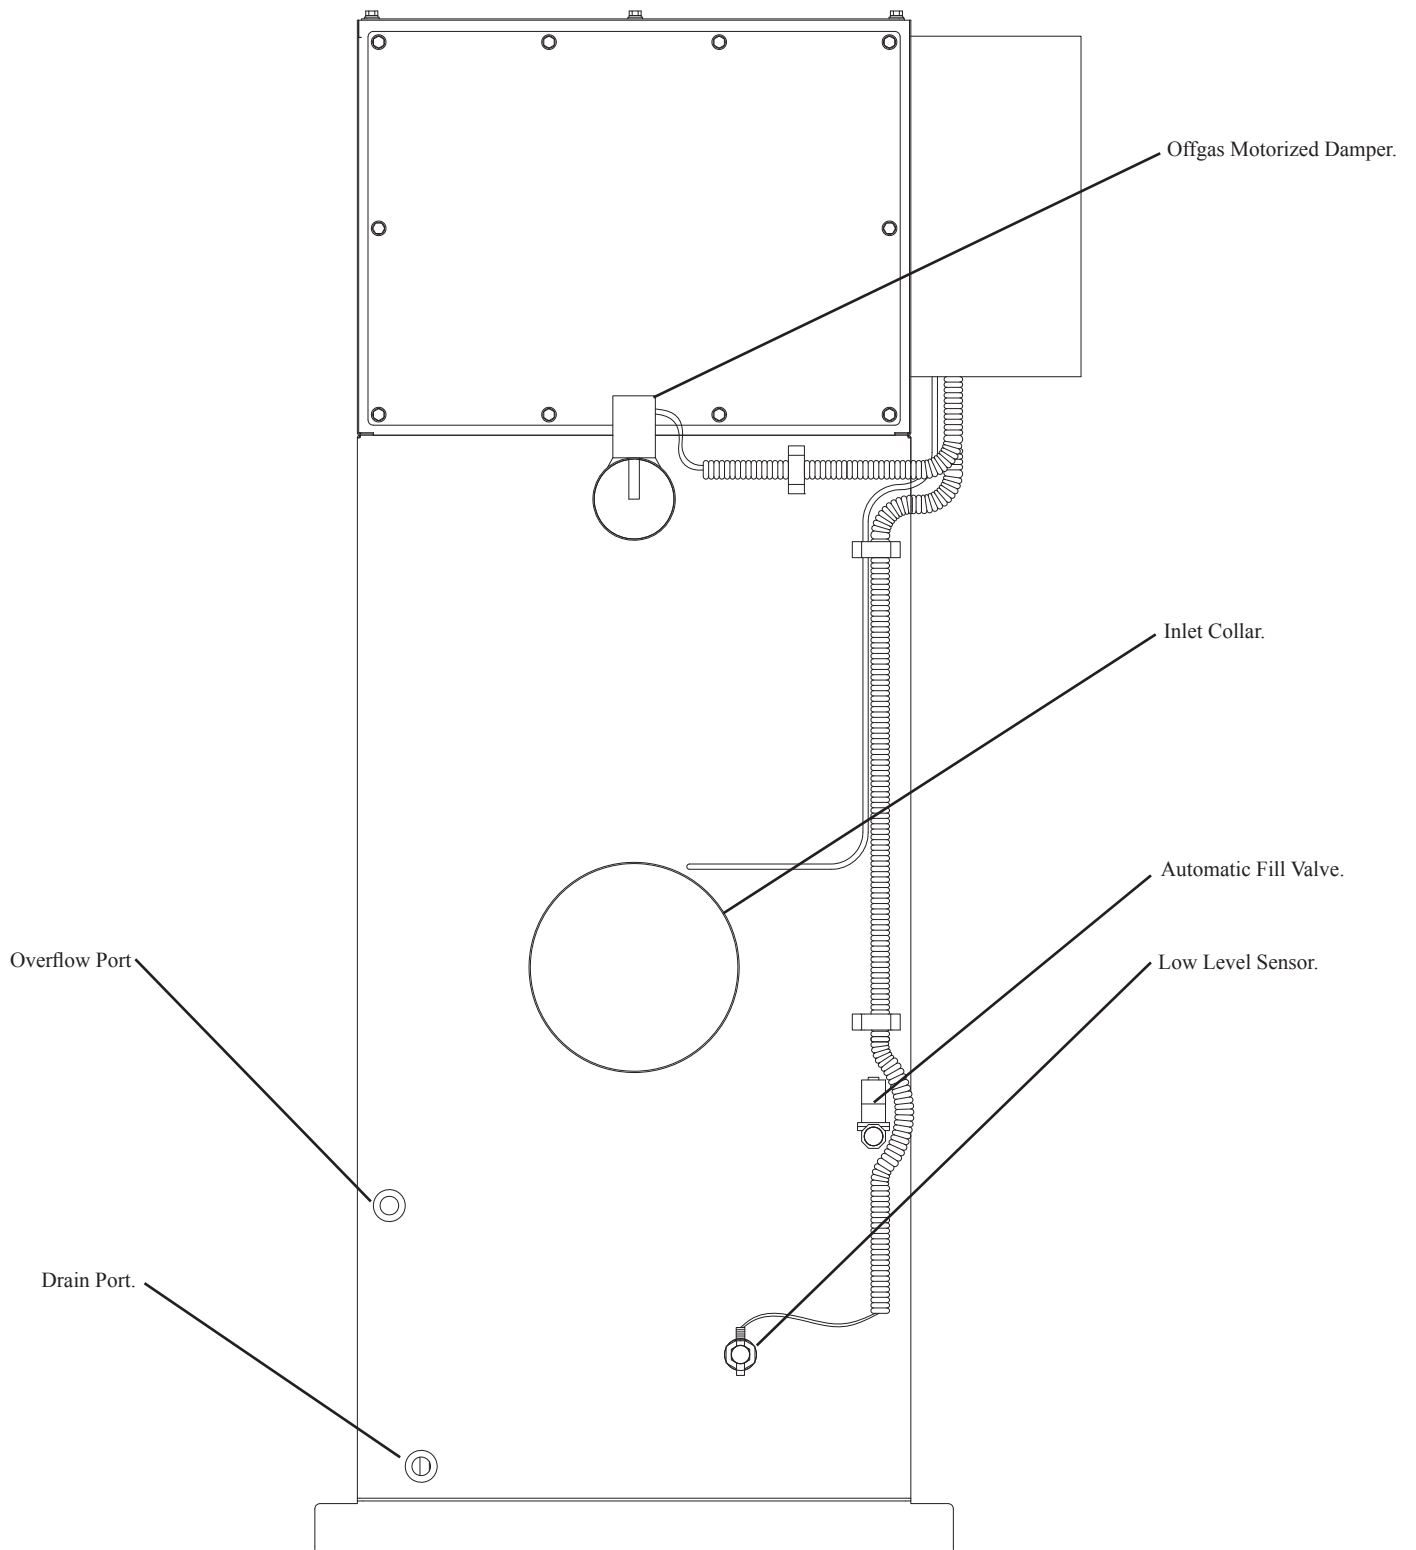 Offgas Motorized Damper.
Inlet Collar.
Automatic Fill Valve.
Overflow Port
Low Level Sensor.
Drain Port.